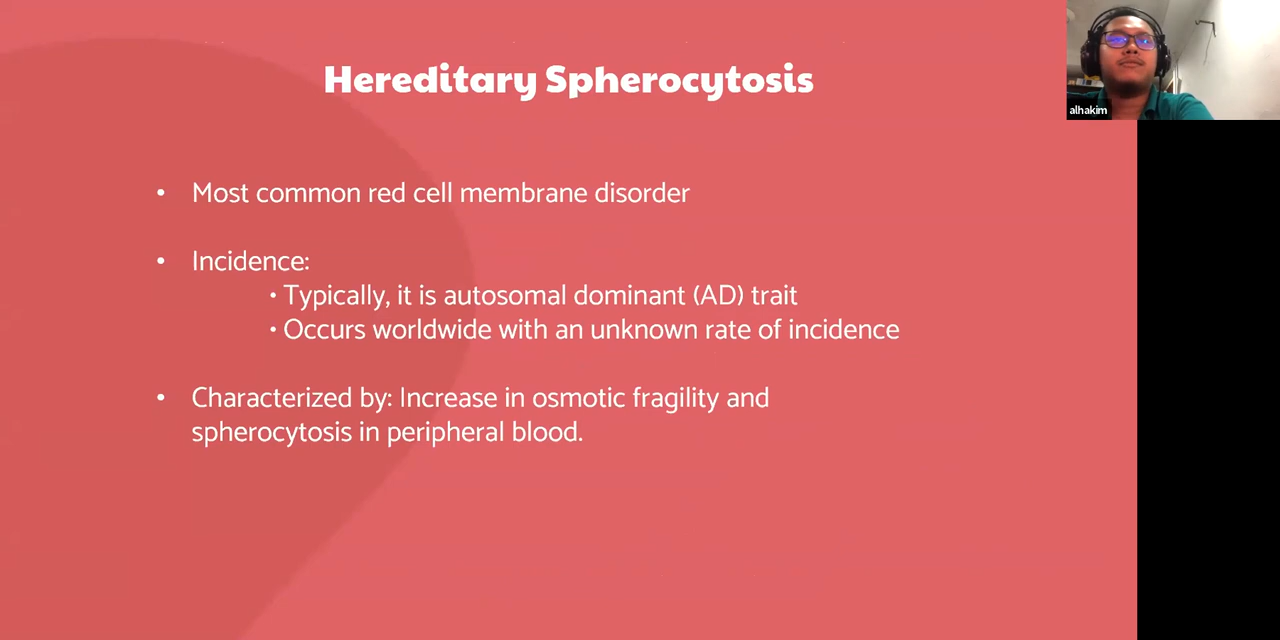 Hereditary Spherocytosis
alhakim
• Most common red cell membrane disorder
• Incidence:
• Typically, it is autosomal dominant (AD) trait
• Occurs worldwide with an unknown rate of incidence
• Characterized by: Increase in osmotic fragility and
spherocytosis in peripheral blood.